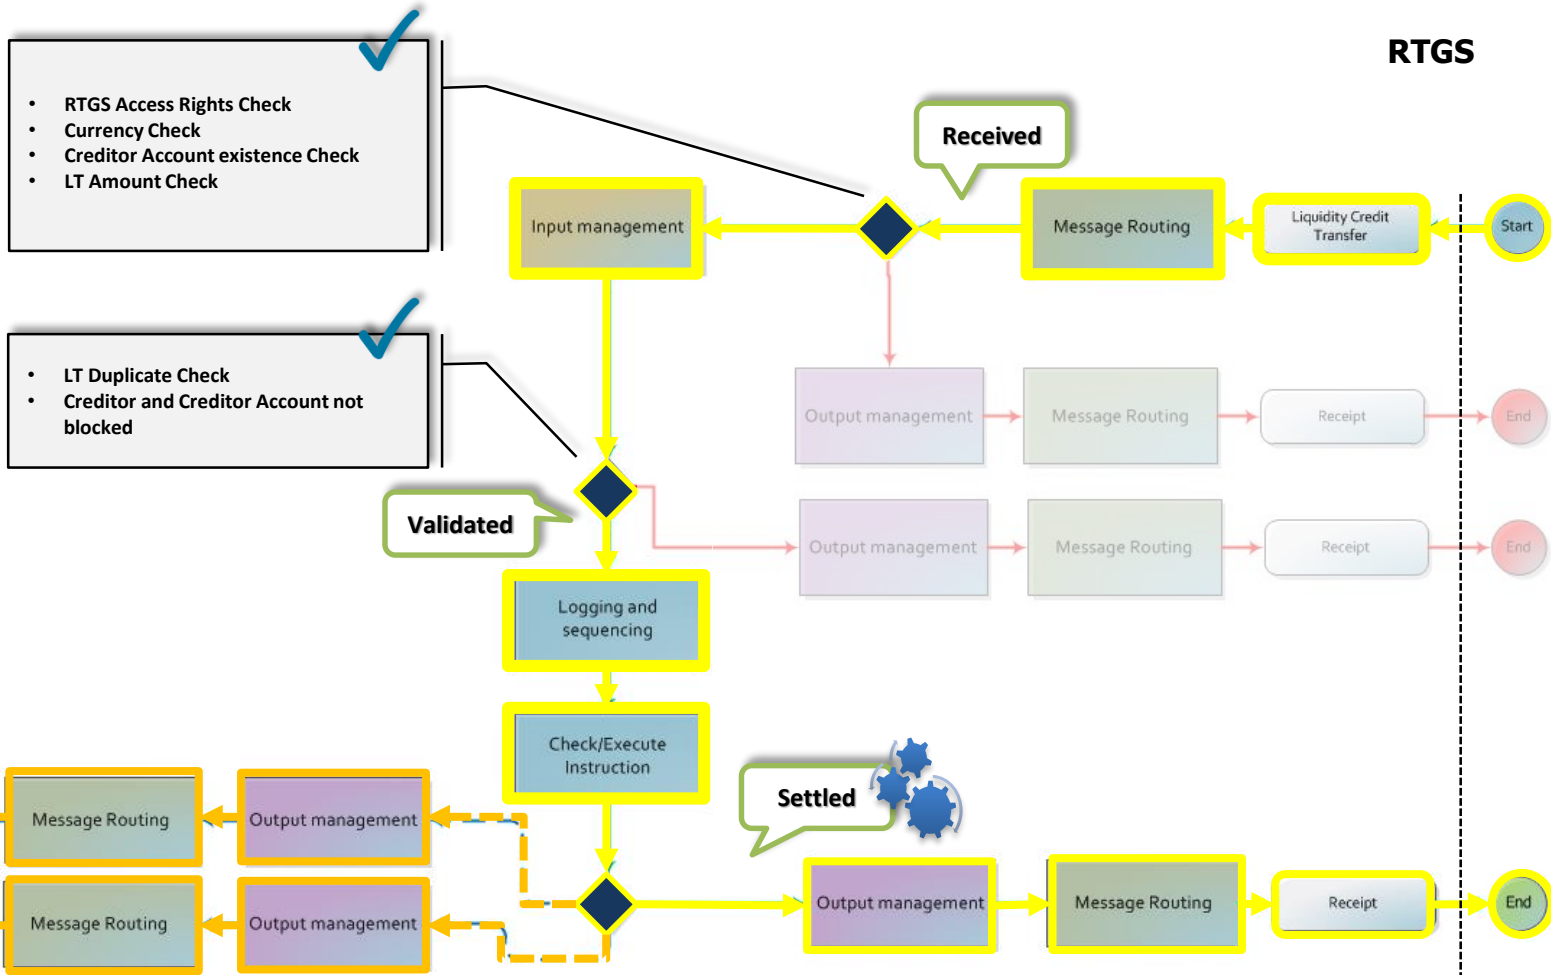 RTGS
• RTGS Access Rights Check
• Currency Check
• Creditor Account existence Check
• LT Amount Check
Received
Input management
Message Routing
Liquidity Credit
Transfer
Start
• LT Duplicate Check
• Creditor and Creditor Account not
blocked
Output management
Message Routing
Receipt
End
Validated
Output management
Message Routing
Receipt
End
Logging and
sequencing
Check/Execute
Instruction
Settled
Message Routing
Output management
Message Routing
Output management
Output management
Message Routing
Receipt
End